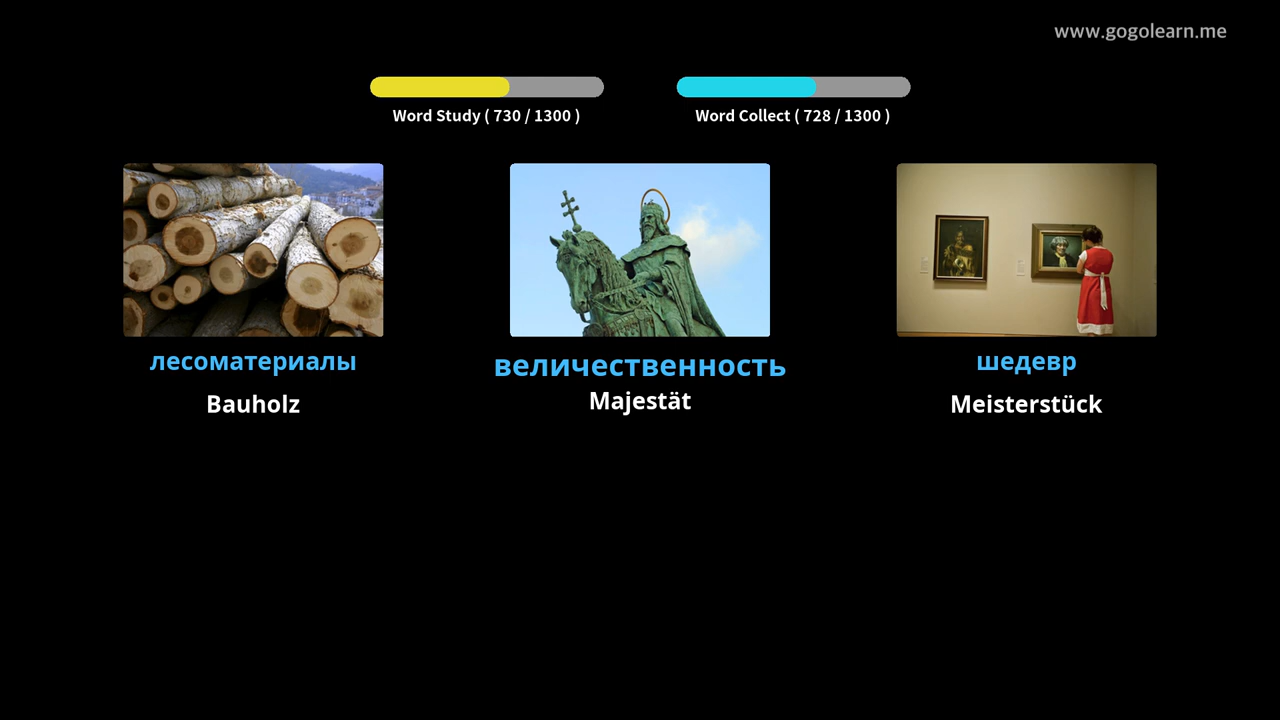 www.gogolearn.me
Word Study ( 730 / 1300 )
Word Collect ( 728 / 1300 )
лесоматериалы
Bauholz
величественность
Majestät
шедевр
Meisterstück